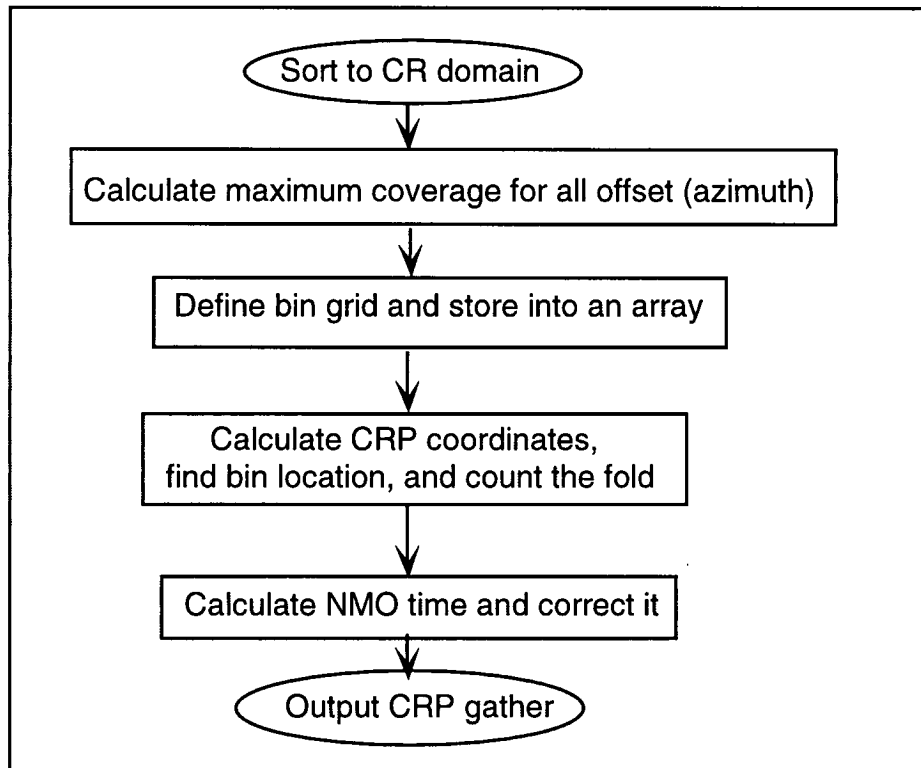 Sort to CR domain
Calculate maximum coverage for all offset (azimuth)
Define bin grid and store into an array
Calculate CRP coordinates,
find bin location, and count the fold
Calculate NMO time and correct it
Output CRP gather